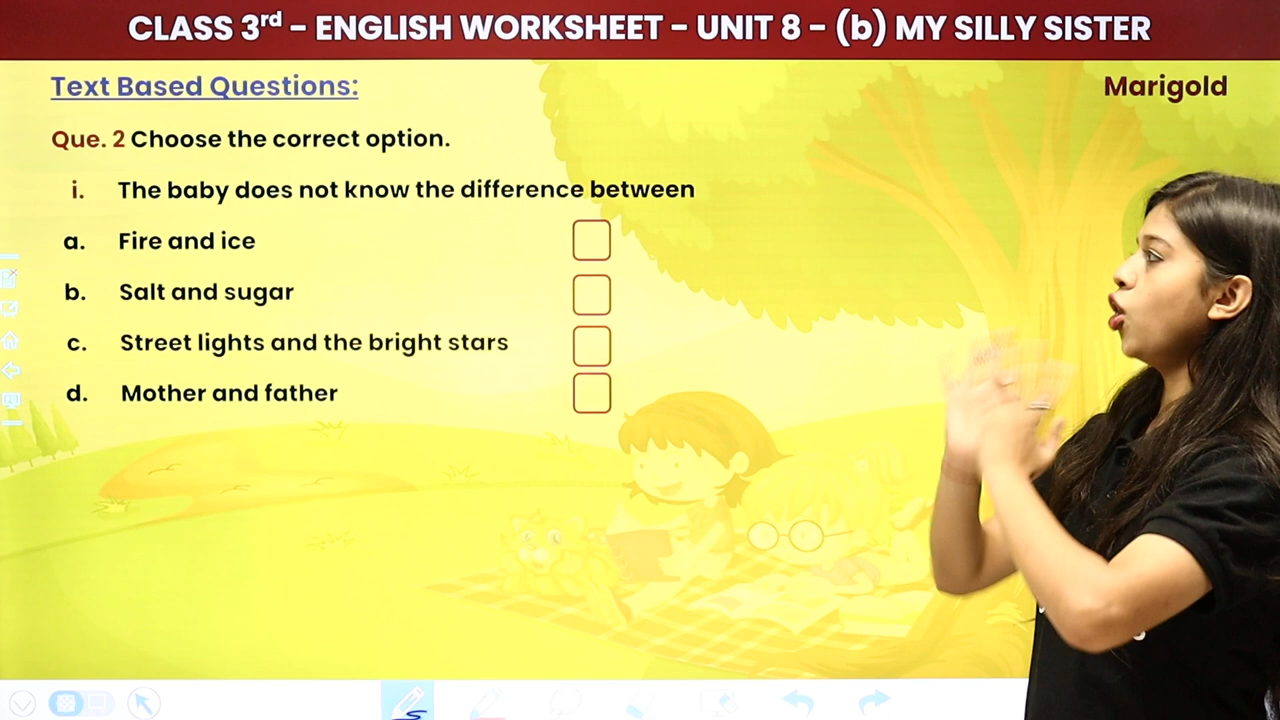 CLASS 3rd - ENGLISH WORKSHEET - UNIT 8 - (b) MY SILLY SISTER
Text Based Questions:
Marigold
Que. 2 Choose the correct option.
i. The baby does not know the difference between
a. Fire and ice
b. Salt and sugar
c. Street lights and the bright stars
d. Mother and father